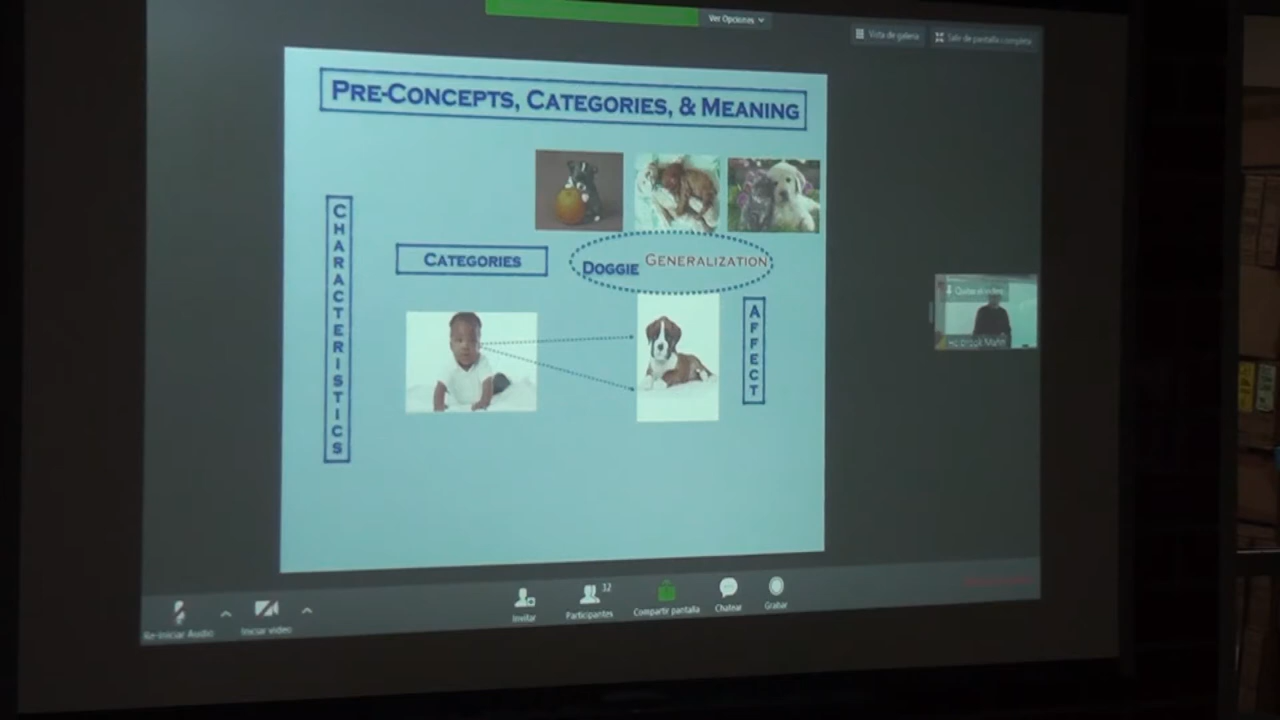 Ver Opciones
Vista de galería
Salir de pantalla completa
PRE-CONCEPTS, CATEGORIES, & MEANING
CHARACTERISTICS
CATEGORIES
DOGGIE GENERALIZATION
AFFECT
Re-iniciar Audio
Iniciar video
Invitar
Participantes
12
Compartir pantalla
Chatear
Grabar